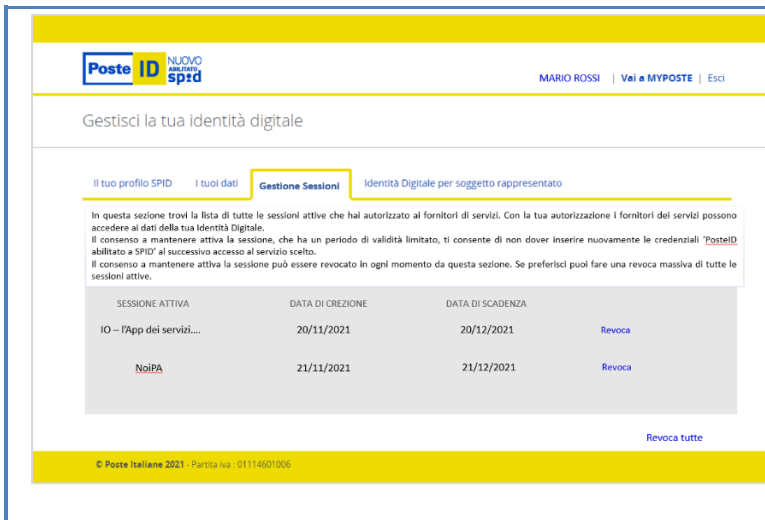 Poste ID NUOVO ABILITATO spid
MARIO ROSSI | Vai a MYPOSTE | Esci
Gestisci la tua identità digitale
Il tuo profilo SPID I tuoi dati Gestione Sessioni Identità Digitale per soggetto rappresentato
In questa sezione trovi la lista di tutte le sessioni attive che hai autorizzato ai fornitori di servizi. Con la tua autorizzazione i fornitori dei servizi possono
accedere ai dati della tua Identità Digitale.
Il consenso a mantenere attiva la sessione, che ha un periodo di validità limitato, ti consente di non dover inserire nuovamente le credenziali ‘PosteID
abilitato a SPID’ al successivo accesso al servizio scelto.
Il consenso a mantenere attiva la sessione può essere revocato in ogni momento da questa sezione. Se preferisci puoi fare una revoca massiva di tutte le
sessioni attive.
SESSIONE ATTIVA DATA DI CREZIONE DATA DI SCADENZA
IO – l’App dei servizi.... 20/11/2021 20/12/2021 Revoca
NoiPA 21/11/2021 21/12/2021 Revoca
Revoca tutte
© Poste Italiane 2021 - Partita iva : 01114601006